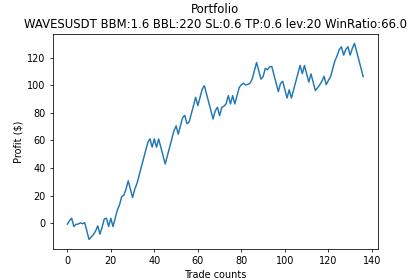 Portfolio
WAVESUSDT BBM:1.6 BBL:220 SL:0.6 TP:0.6 lev:20 WinRatio:66.0
120
100
80
60
40
20
0
Profit ($)
0 20 40 60 80 100 120 140
Trade counts